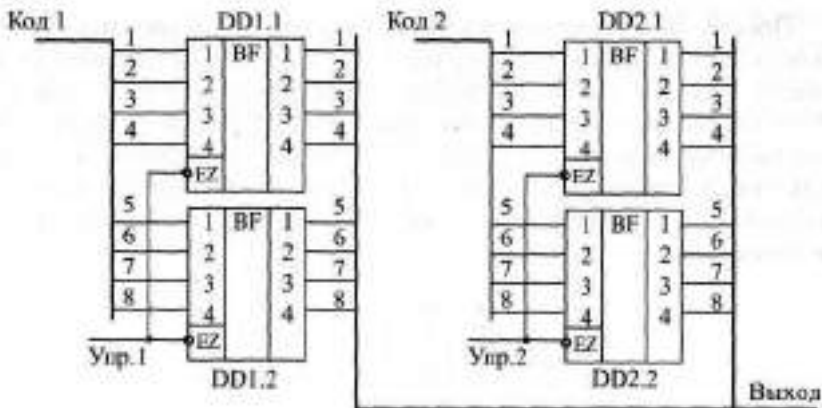 Код 1 DD1.1 Код 2 DD2.1
1 1 BF 1 1 1 1 BF 1 1
2 2 2 2 2 2 2 2
3 3 3 3 3 3 3 3
4 4 4 4 4 4 4 4
EZ EZ
5 1 BF 1 5 5 1 BF 1 5
6 2 2 6 6 2 2 6
7 3 3 7 7 3 3 7
8 4 4 8 8 4 4 8
Упр.1 EZ Упр.2 EZ
DD1.2 DD2.2
Выход